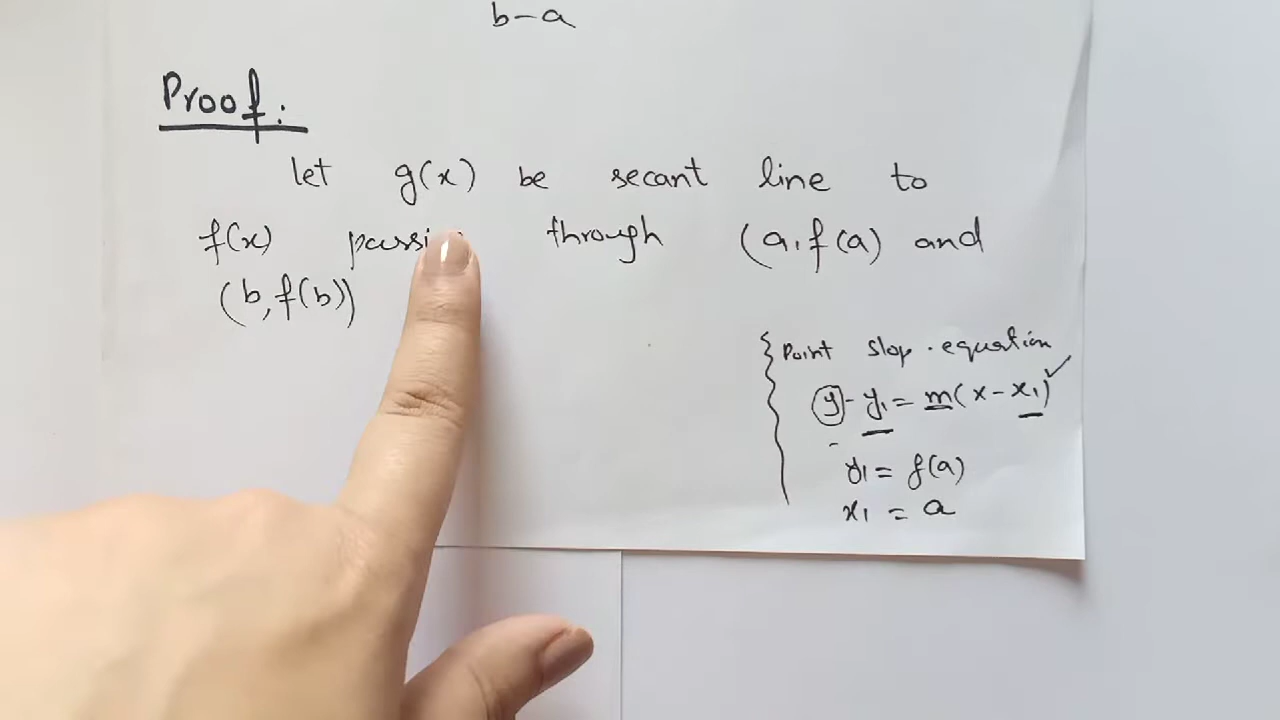 b-a
Proof:
let g(x) be secant line to
f(x) through (a, f(a) and
(b, f(b))
Point slop. equation
y - y₁ = m(x - x₁)
y₁ = f(a)
x₁ = a